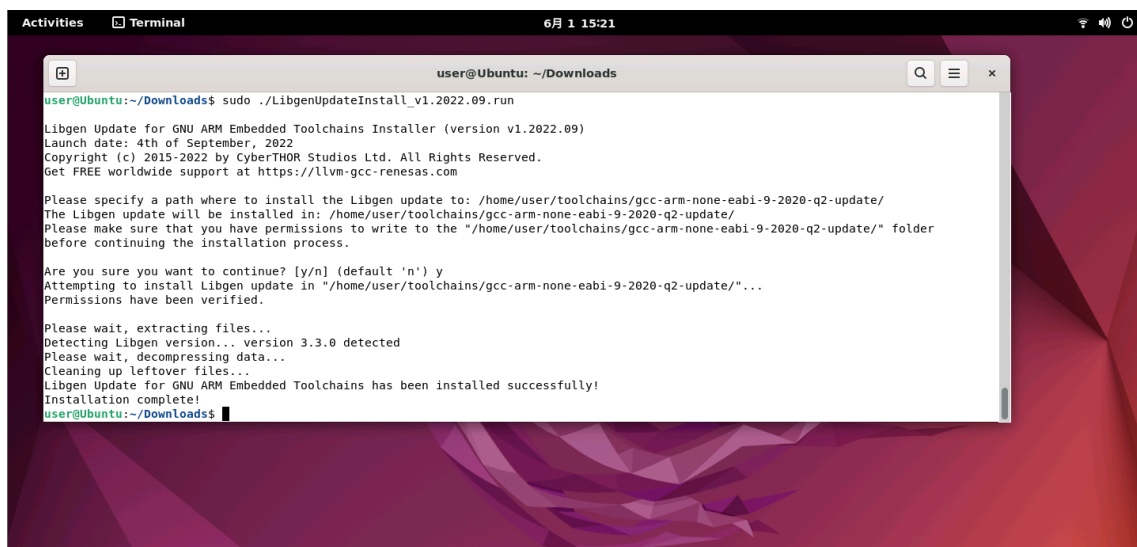 Activities Terminal 6月 1 15:21
user@Ubuntu: ~/Downloads
user@Ubuntu:~/Downloads$ sudo ./LibgenUpdateInstall_v1.2022.09.run
Libgen Update for GNU ARM Embedded Toolchains Installer (version v1.2022.09)
Launch date: 4th of September, 2022
Copyright (c) 2015-2022 by CyberTHOR Studios Ltd. All Rights Reserved.
Get FREE worldwide support at https://llvm-gcc-renesas.com
Please specify a path where to install the Libgen update to: /home/user/toolchains/gcc-arm-none-eabi-9-2020-q2-update/
The Libgen update will be installed in: /home/user/toolchains/gcc-arm-none-eabi-9-2020-q2-update/
Please make sure that you have permissions to write to the "/home/user/toolchains/gcc-arm-none-eabi-9-2020-q2-update/" folder
before continuing the installation process.
Are you sure you want to continue? [y/n] (default 'n') y
Attempting to install Libgen update in "/home/user/toolchains/gcc-arm-none-eabi-9-2020-q2-update/"...
Permissions have been verified.
Please wait, extracting files...
Detecting Libgen version... version 3.3.0 detected
Please wait, decompressing data...
Cleaning up leftover files...
Libgen Update for GNU ARM Embedded Toolchains has been installed successfully!
Installation complete!
user@Ubuntu:~/Downloads$